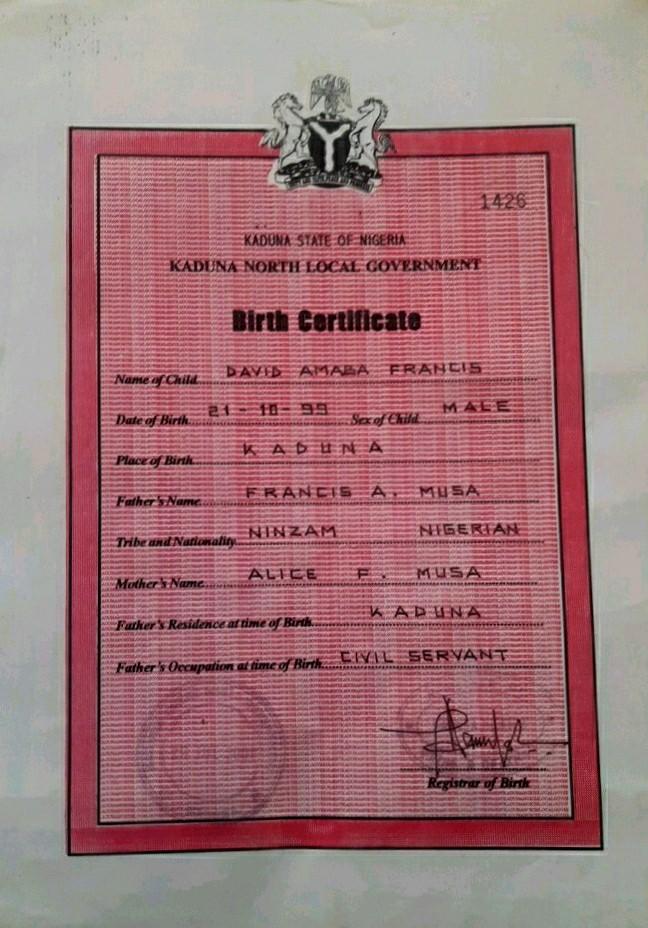 1426
KADUNA STATE OF NIGERIA
KADUNA NORTH LOCAL GOVERNMENT
Birth Certificate
Name of Child DAVID AMABA FRANCIS
Date of Birth 21-10-99 Sex of Child MALE
Place of Birth KADUNA
Father's Name FRANCIS A. MUSA
Tribe and Nationality NINZAM NIGERIAN
Mother's Name ALICE F. MUSA
Father's Residence at time of Birth KADUNA
Father's Occupation at time of Birth CIVIL SERVANT
Registrar of Birth